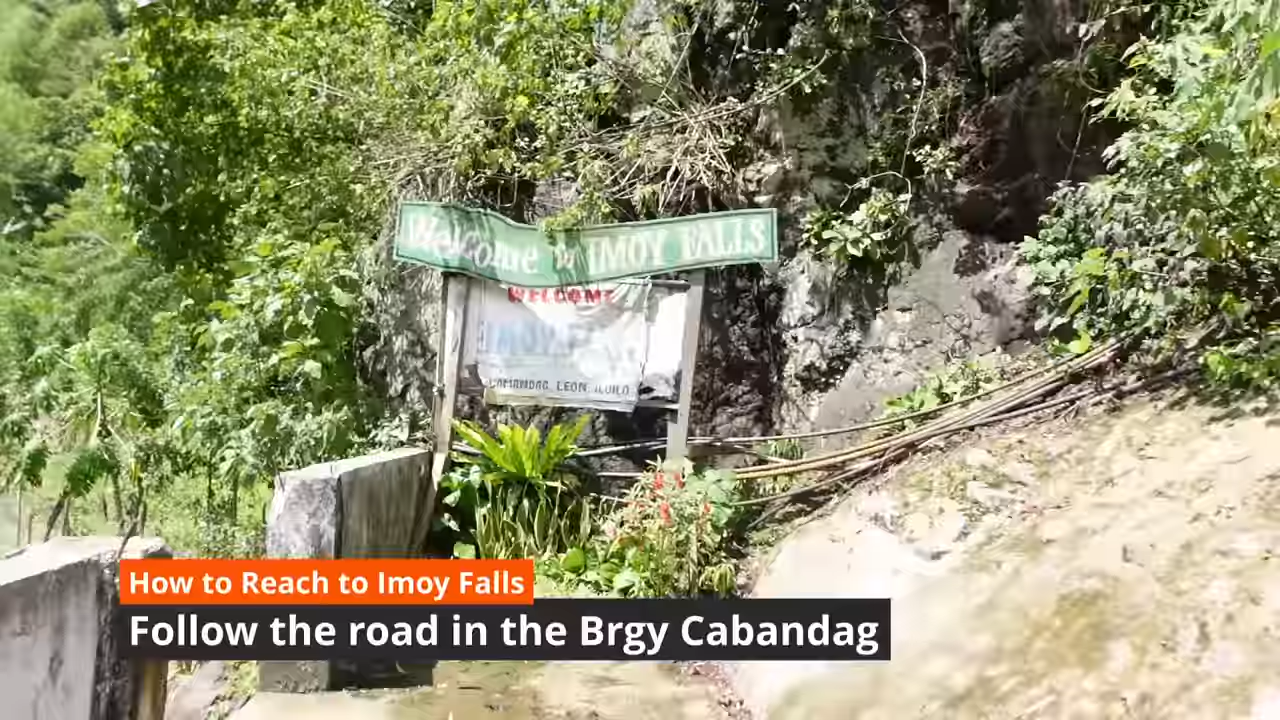 Welcome to IMOY FALLS
WELCOME
IMOY
LEON, ILOILO
How to Reach to Imoy Falls
Follow the road in the Brgy Cabandag